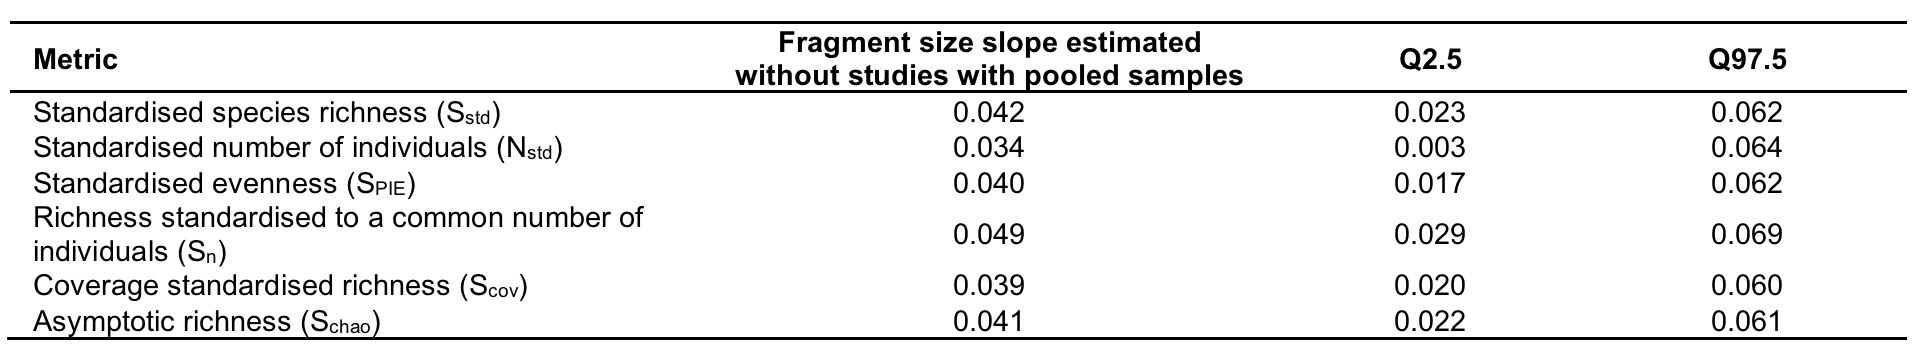 Metric Fragment size slope estimated without studies with pooled samples Q2.5 Q97.5
Standardised species richness (Sstd) 0.042 0.023 0.062
Standardised number of individuals (Nstd) 0.034 0.003 0.064
Standardised evenness (SPIE) 0.040 0.017 0.062
Richness standardised to a common number of
individuals (Sn) 0.049 0.029 0.069
Coverage standardised richness (Scov) 0.039 0.020 0.060
Asymptotic richness (Schao) 0.041 0.022 0.061